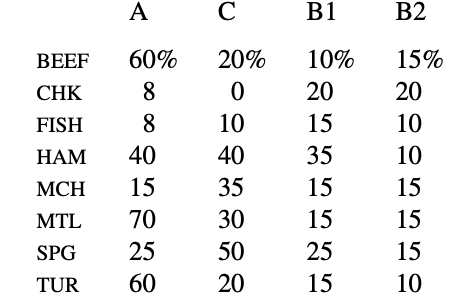 A C B1 B2
BEEF 60% 20% 10% 15%
CHK 8 0 20 20
FISH 8 10 15 10
HAM 40 40 35 10
MCH 15 35 15 15
MTL 70 30 15 15
SPG 25 50 25 15
TUR 60 20 15 10